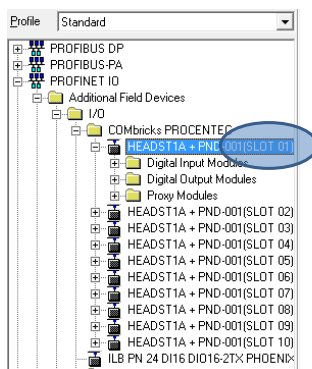 Profile Standard
PROFIBUS DP
PROFIBUS-PA
PROFINET IO
Additional Field Devices
I/O
COMbricks PROCENTEC
HEADST1A + PND-001(SLOT 01)
Digital Input Modules
Digital Output Modules
Proxy Modules
HEADST1A + PND-001(SLOT 02)
HEADST1A + PND-001(SLOT 03)
HEADST1A + PND-001(SLOT 04)
HEADST1A + PND-001(SLOT 05)
HEADST1A + PND-001(SLOT 06)
HEADST1A + PND-001(SLOT 07)
HEADST1A + PND-001(SLOT 08)
HEADST1A + PND-001(SLOT 09)
HEADST1A + PND-001(SLOT 10)
ILB PN 24 DI16 DIO16-2TX PHOENIX